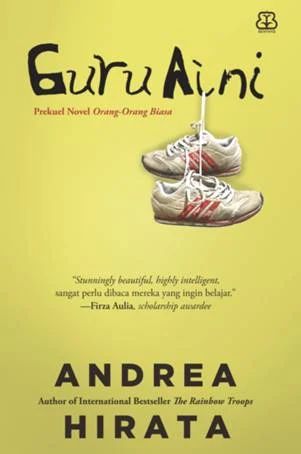 BENTANG
Guru Aini
Prekuel Novel Orang-Orang Biasa
“Stunningly beautiful, highly intelligent,
sangat perlu dibaca mereka yang ingin belajar.”
—Firza Aulia, scholarship awardee
ANDREA
Author of International Bestseller The Rainbow Troops
HIRATA